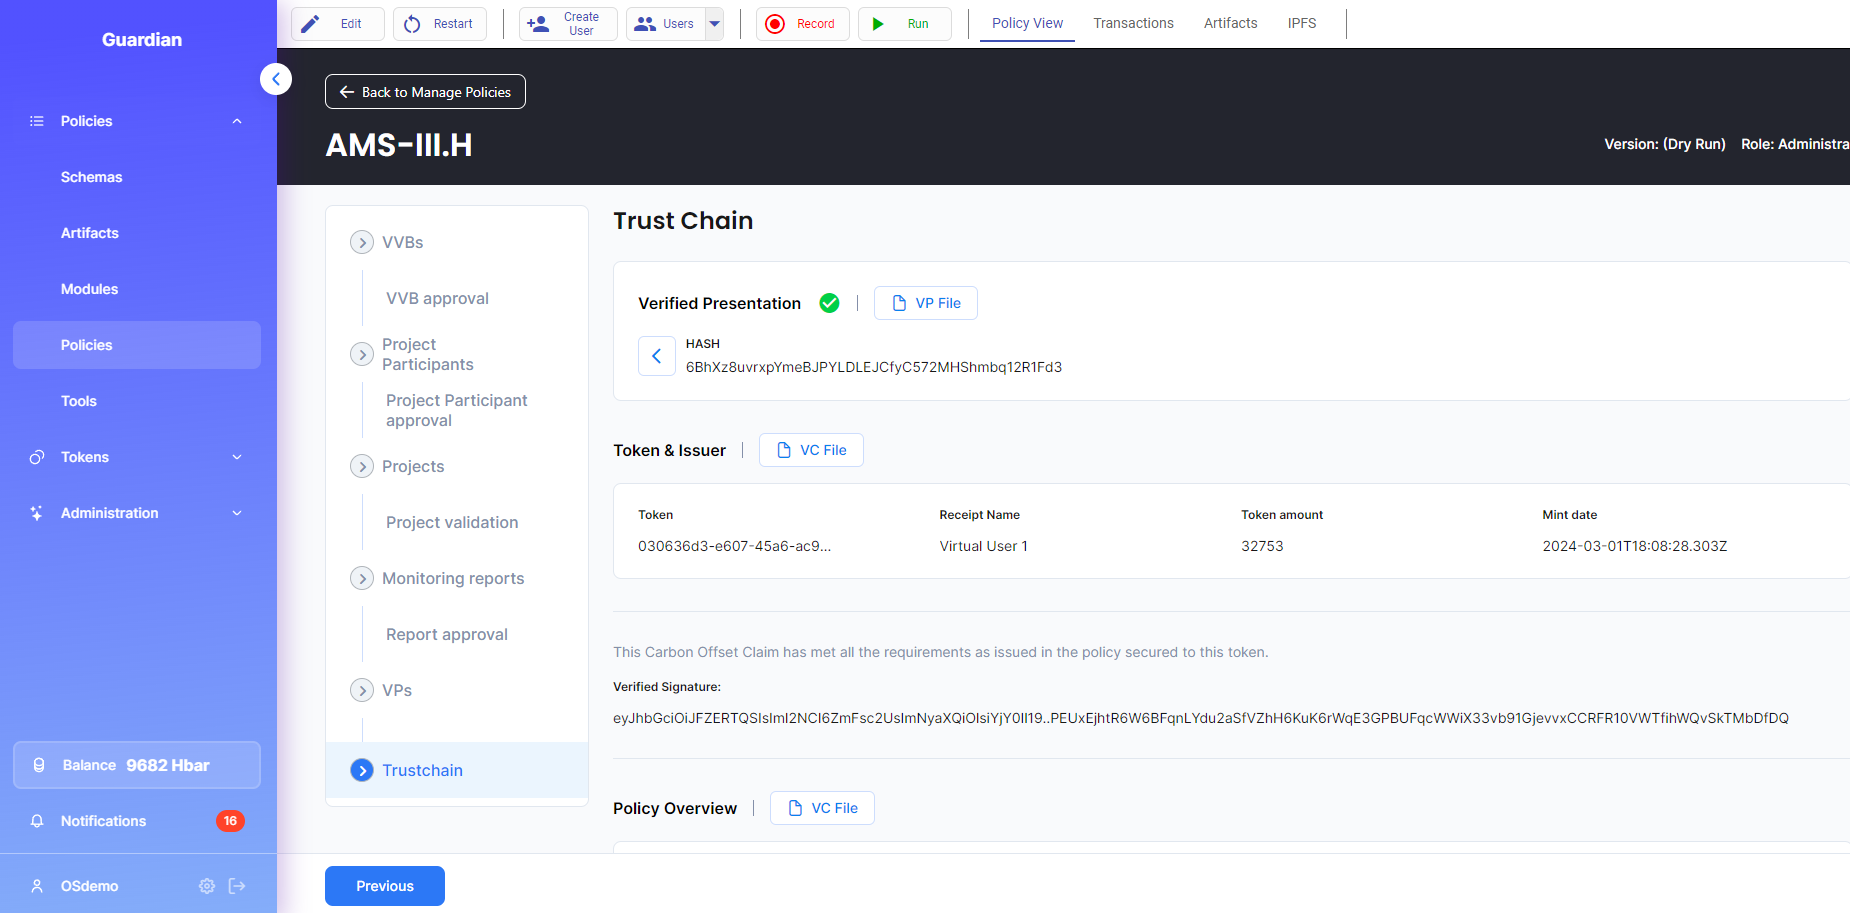 Guardian
Policies
Schemas
Artifacts
Modules
Policies
Tools
Tokens
Administration
Balance 9682 Hbar
Notifications 16
OSdemo
Edit
Restart
Create User
Users
Record
Run
Policy View
Transactions
Artifacts
IPFS
Back to Manage Policies
AMS-III.H
Version: (Dry Run) Role: Administra
VVBs
VVB approval
Project
Participants
Project Participant
approval
Projects
Project validation
Monitoring reports
Report approval
VPs
Trustchain
Trust Chain
Verified Presentation
VP File
HASH
6BhXz8uvrxpYmeBJPYLDLEJCfyC572MHShmbq12R1Fd3
Token & Issuer
VC File
Token Receipt Name Token amount Mint date
030636d3-e607-45a6-ac9... Virtual User 1 32753 2024-03-01T18:08:28.303Z
This Carbon Offset Claim has met all the requirements as issued in the policy secured to this token.
Verified Signature:
eyJhbGciOiJFZERTQSIsImI2NCI6ZmFsc2UsImNyaXQiOlsiYjY0Il19..PEUxEjhtR6W6BFqnLYdu2aSfVZhH6KuK6rWqE3GPBUFqcWWiX33vb91GjevvxCCRFR10VWTfihWQvSkTMbDfDQ
Policy Overview
VC File
Previous